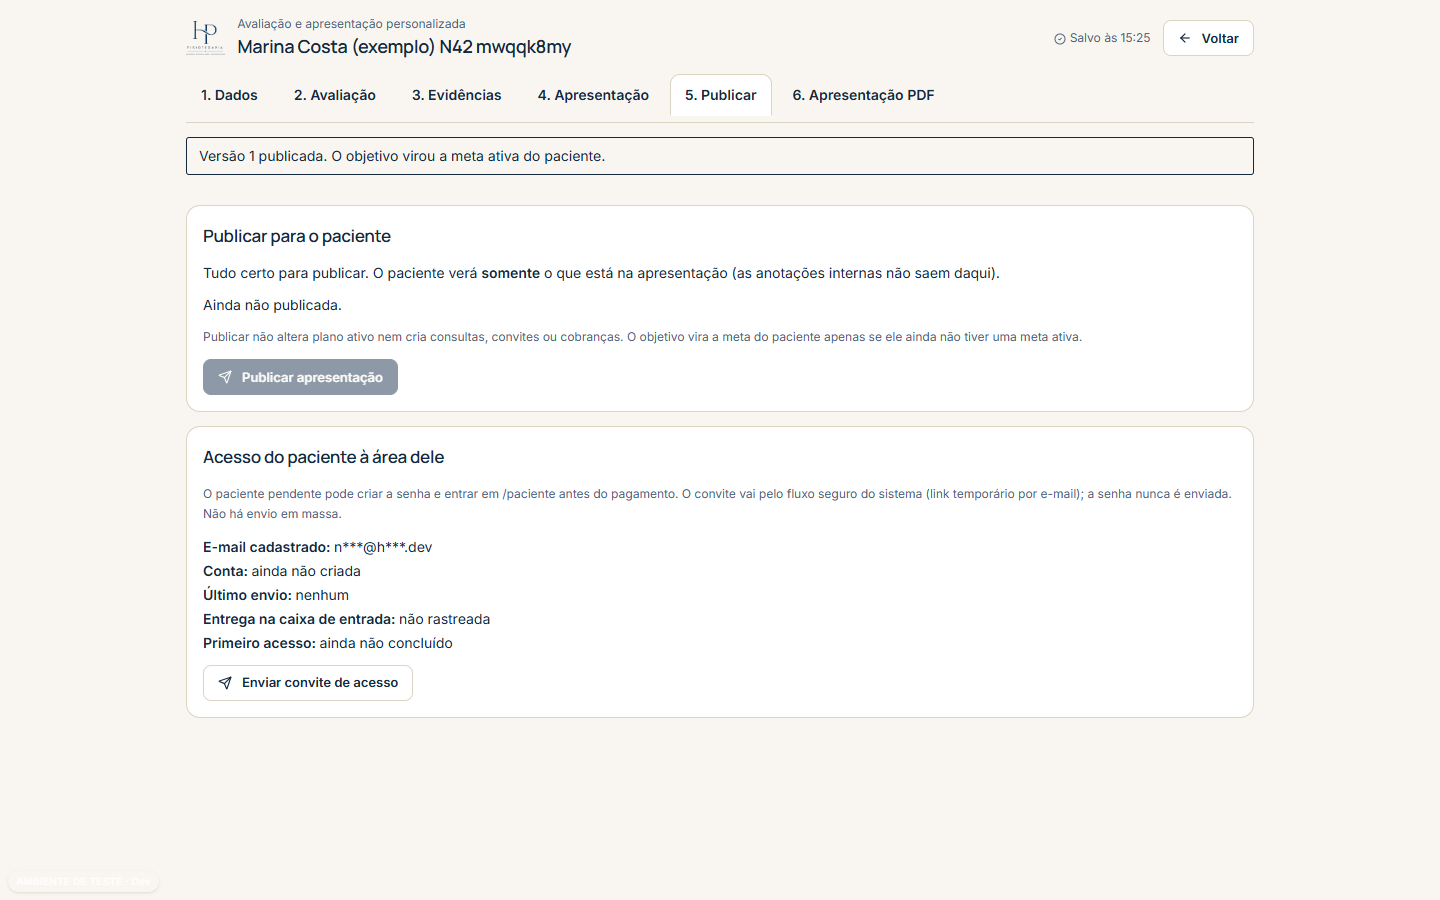 HP
FISIOTERAPIA
Avaliação e apresentação personalizada
Marina Costa (exemplo) N42 mwqqk8my
Salvo às 15:25
Voltar
1. Dados
2. Avaliação
3. Evidências
4. Apresentação
5. Publicar
6. Apresentação PDF
Versão 1 publicada. O objetivo virou a meta ativa do paciente.
Publicar para o paciente
Tudo certo para publicar. O paciente verá somente o que está na apresentação (as anotações internas não saem daqui).
Ainda não publicada.
Publicar não altera plano ativo nem cria consultas, convites ou cobranças. O objetivo vira a meta do paciente apenas se ele ainda não tiver uma meta ativa.
Publicar apresentação
Acesso do paciente à área dele
O paciente pendente pode criar a senha e entrar em /paciente antes do pagamento. O convite vai pelo fluxo seguro do sistema (link temporário por e-mail); a senha nunca é enviada.
Não há envio em massa.
E-mail cadastrado: n***@h***.dev
Conta: ainda não criada
Último envio: nenhum
Entrega na caixa de entrada: não rastreada
Primeiro acesso: ainda não concluído
Enviar convite de acesso
AMBIENTE DE TESTE